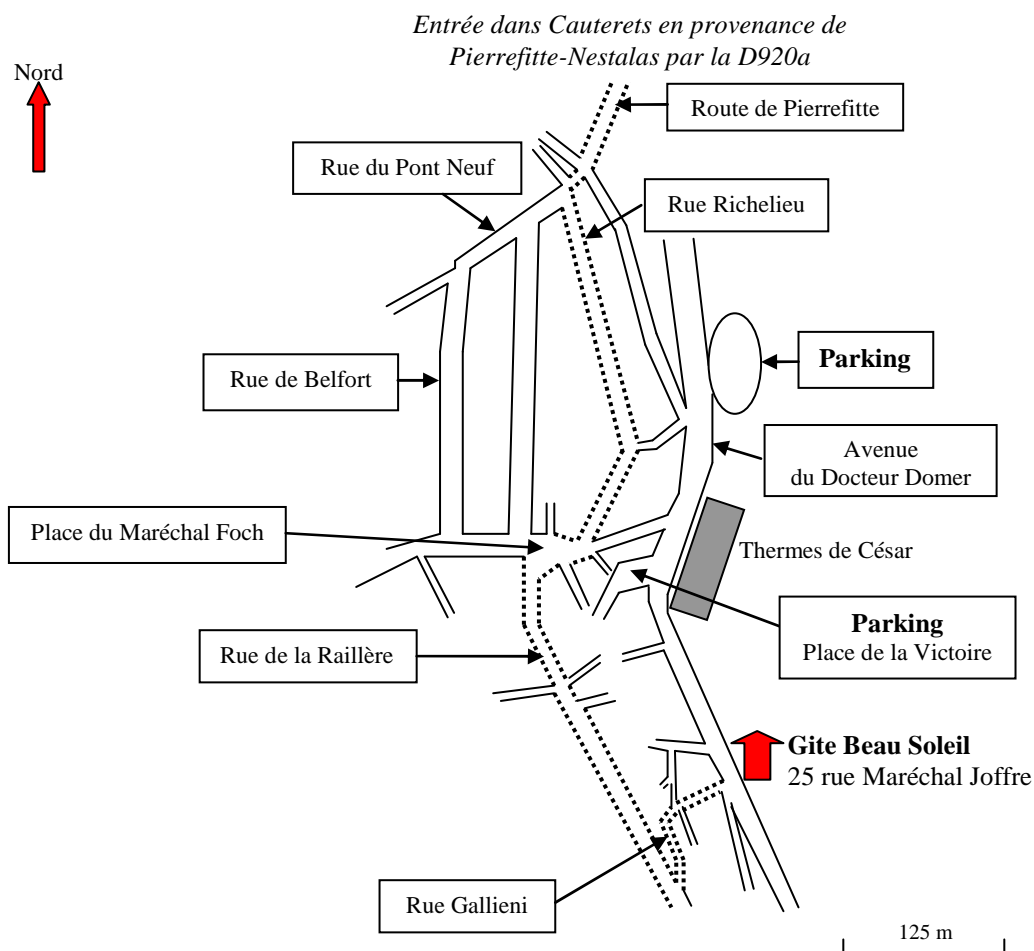 Entrée dans Cauterets en provenance de
Pierrefitte-Nestalas par la D920a
Nord
Route de Pierrefitte
Rue du Pont Neuf
Rue Richelieu
Parking
Rue de Belfort
Avenue
du Docteur Domer
Place du Maréchal Foch
Thermes de César
Parking
Place de la Victoire
Rue de la Raillère
Gite Beau Soleil
25 rue Maréchal Joffre
Rue Gallieni
125 m